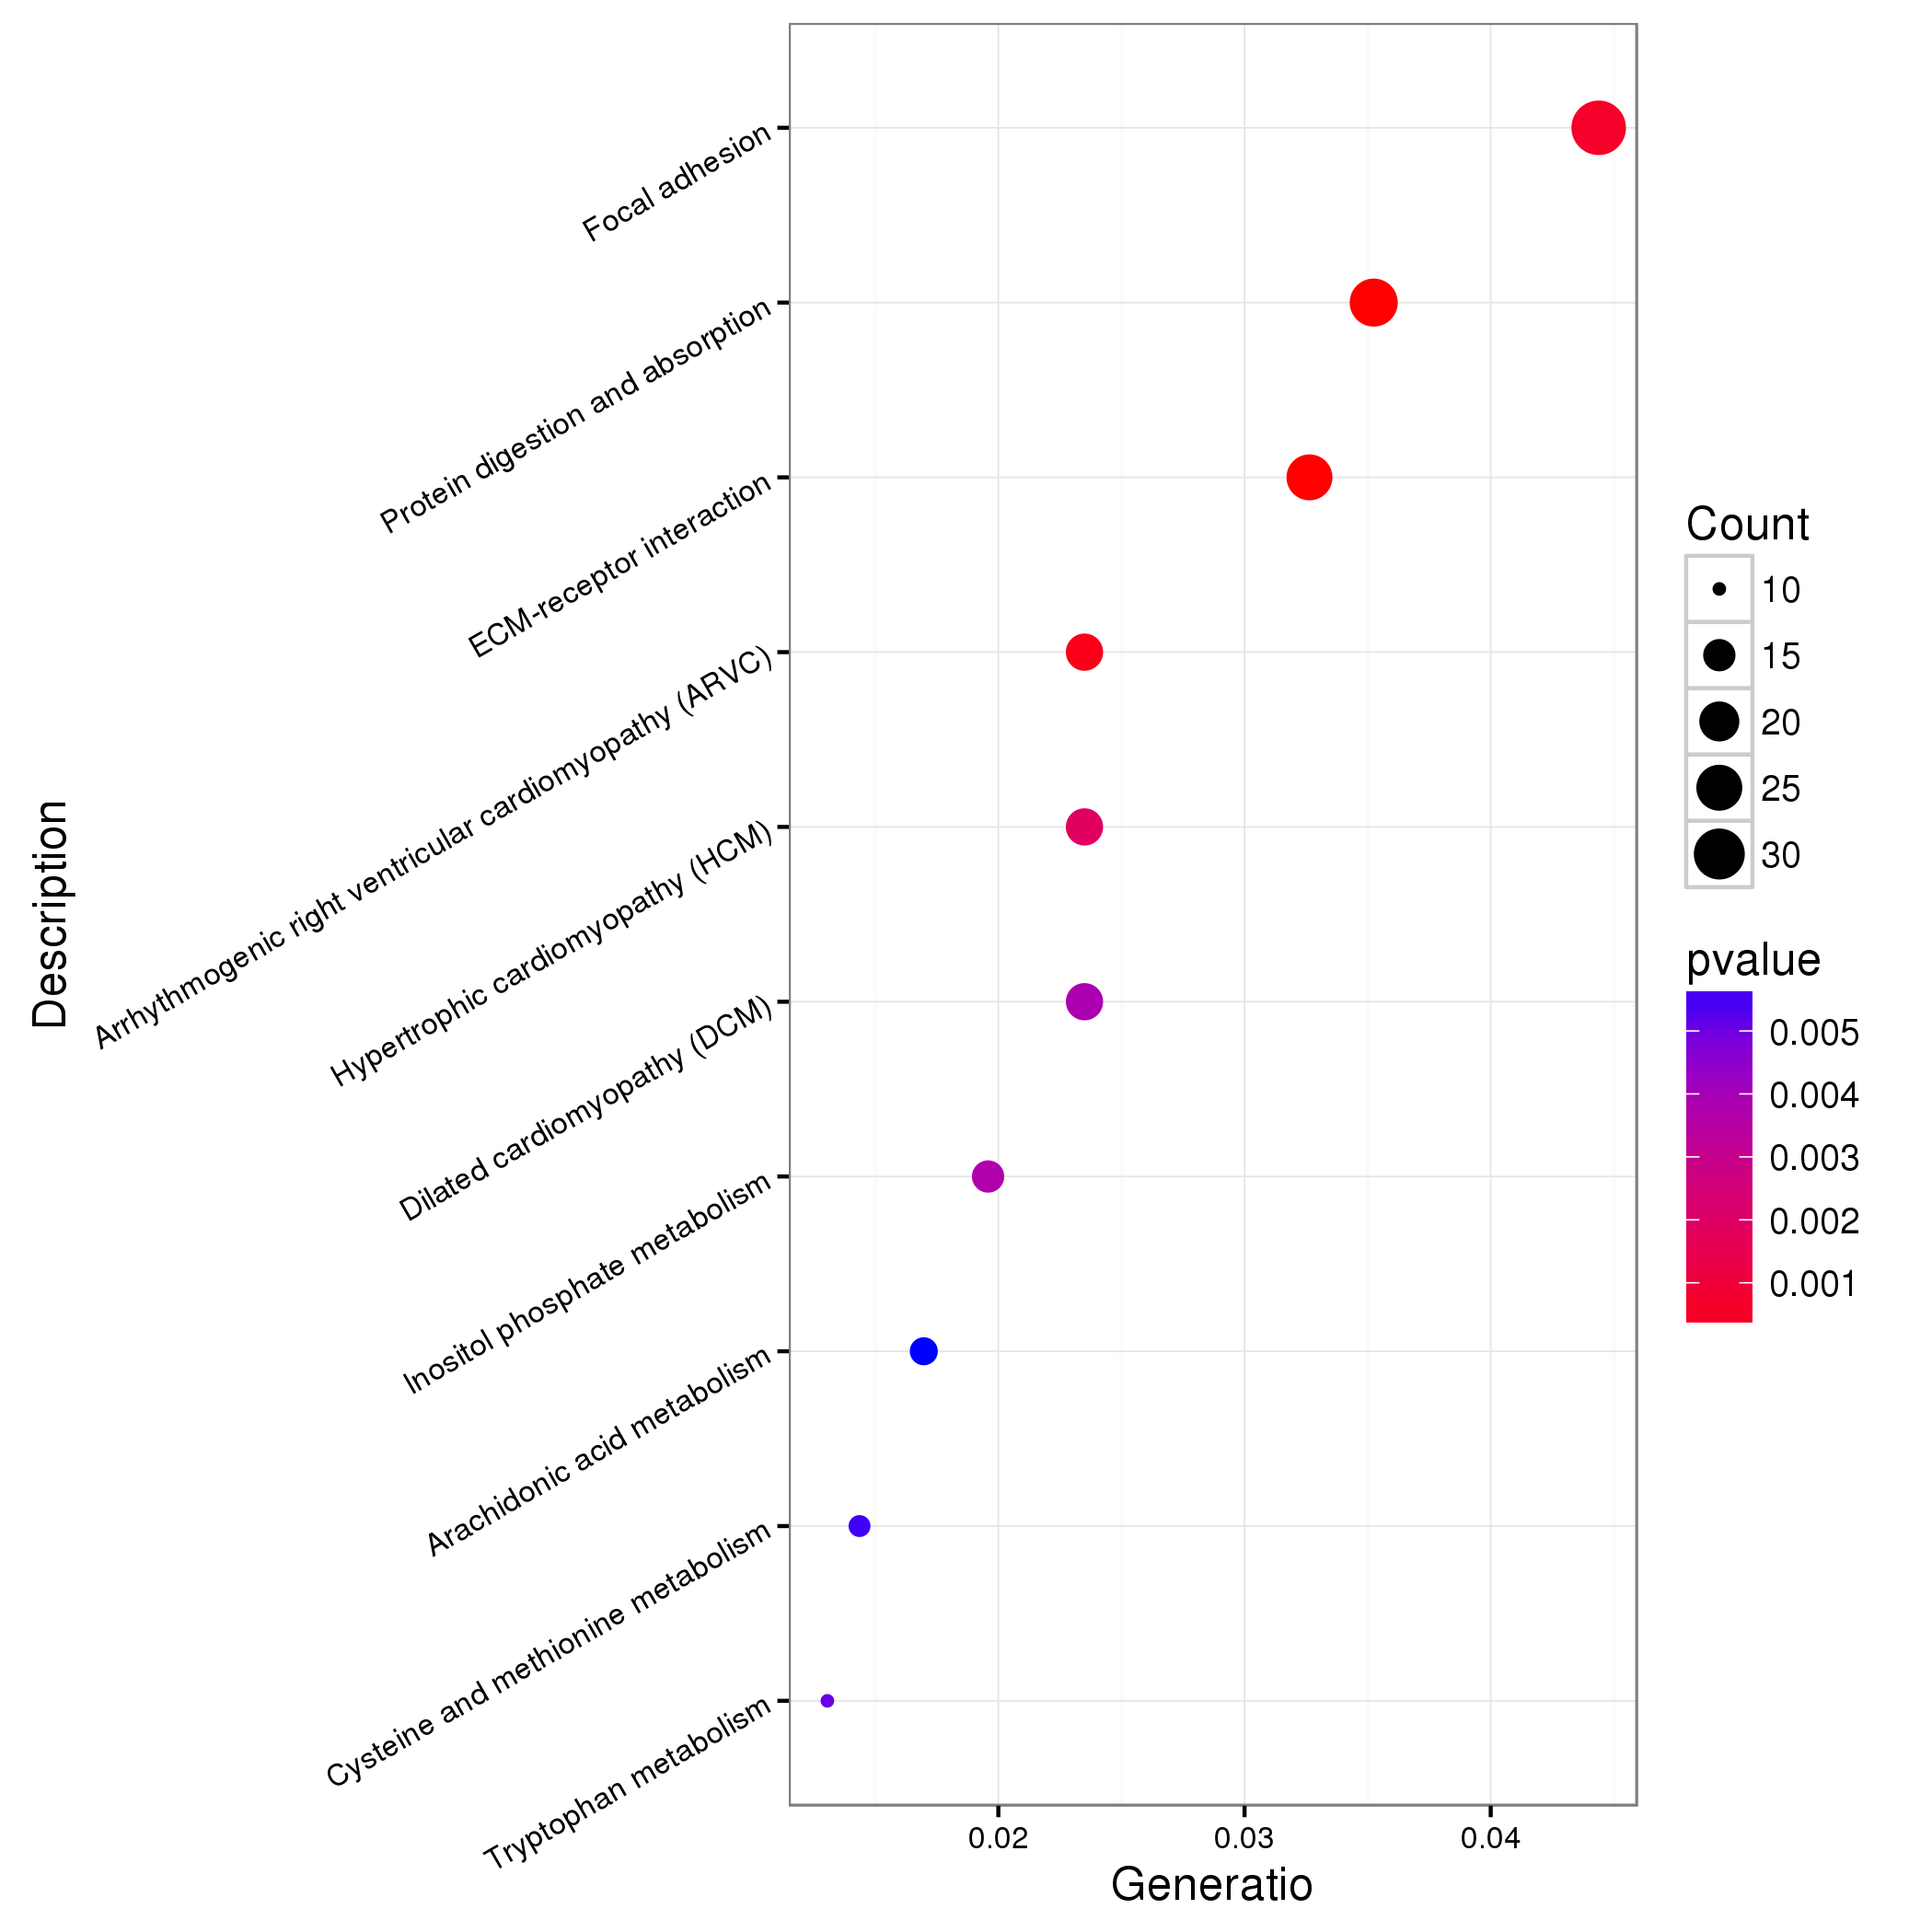 Focal adhesion
Protein digestion and absorption
ECM-receptor interaction
Arrhythmogenic right ventricular cardiomyopathy (ARVC)
Hypertrophic cardiomyopathy (HCM)
Dilated cardiomyopathy (DCM)
Inositol phosphate metabolism
Arachidonic acid metabolism
Cysteine and methionine metabolism
Tryptophan metabolism
Description
0.02
0.03
0.04
Generatio
Count
10
15
20
25
30
pvalue
0.005
0.004
0.003
0.002
0.001